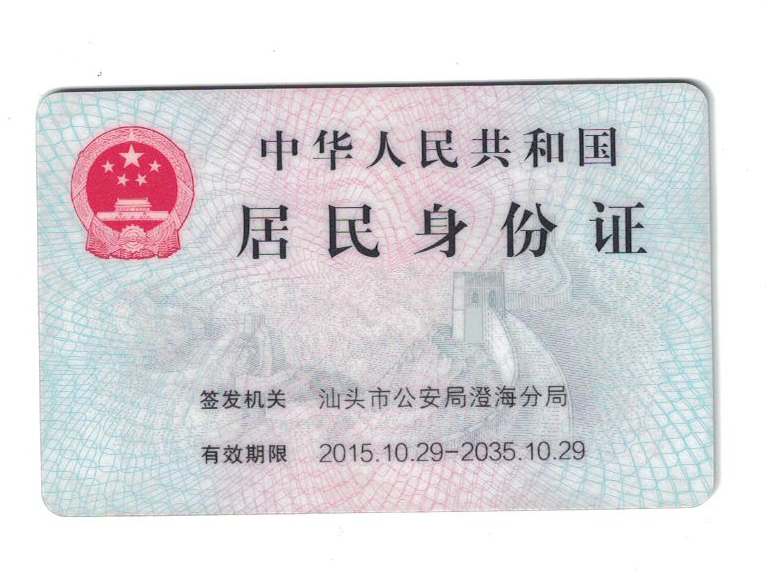 中华人民共和国
居民身份证
签发机关 汕头市公安局澄海分局
有效期限 2015.10.29-2035.10.29